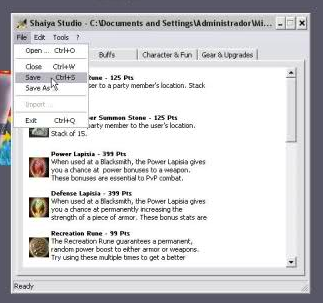 Shaiya Studio - C:\Documents and Settings\Administrador\Mi...
File Edit Tools ?
Open ... Ctrl+O
Close Ctrl+W
Save Ctrl+S
Save As
Import ...
Exit Ctrl+Q
Buffs Character & Fun Gear & Upgrades
Rune - 125 Pts
ser to a party member's location. Stack
er Summon Stone - 125 Pts
arty member to the user's location.
Stack of 15.
Power Lapisia - 399 Pts
When used at a Blacksmith, the Power Lapisia gives
you a chance at power bonuses to a weapon.
These bonuses are essential to PvP combat.
Defense Lapisia - 399 Pts
When used at a Blacksmith, the Power Lapisia gives
you a chance at permanently increasing the
strength of a piece of armor. These bonus stats are
Recreation Rune - 99 Pts
The Recreation Rune guarantees a permanent,
random power boost to either armor or weapons.
Try using these multiple times to get a better
Ready